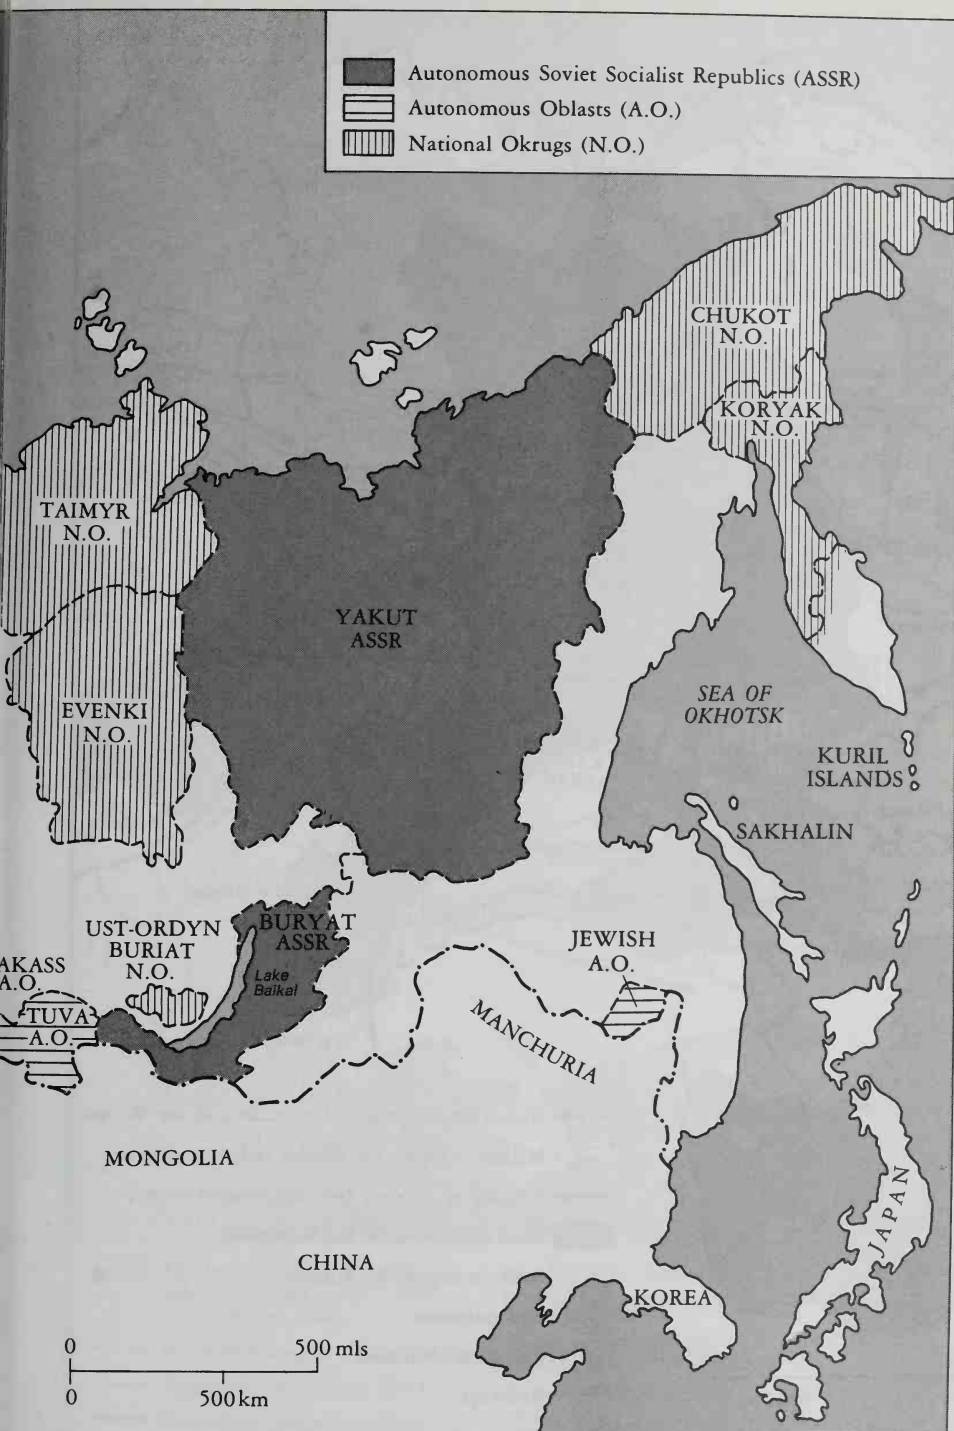 Autonomous Soviet Socialist Republics (ASSR)
Autonomous Oblasts (A.O.)
National Okrugs (N.O.)
CHUKOT
N.O.
KORYAK
N.O.
TAIMYR
N.O.
YAKUT
ASSR
EVENKI
N.O.
SEA OF
OKHOTSK
KURIL
ISLANDS
SAKHALIN
UST-ORDYN
BURIAT
N.O.
BURYAT
ASSR
Lake
Baïkal
JEWISH
A.O.
AKASS
A.O.
TUVA
A.O.
MANCHURIA
MONGOLIA
JAPAN
CHINA
KOREA
0
500 mls
0
500km